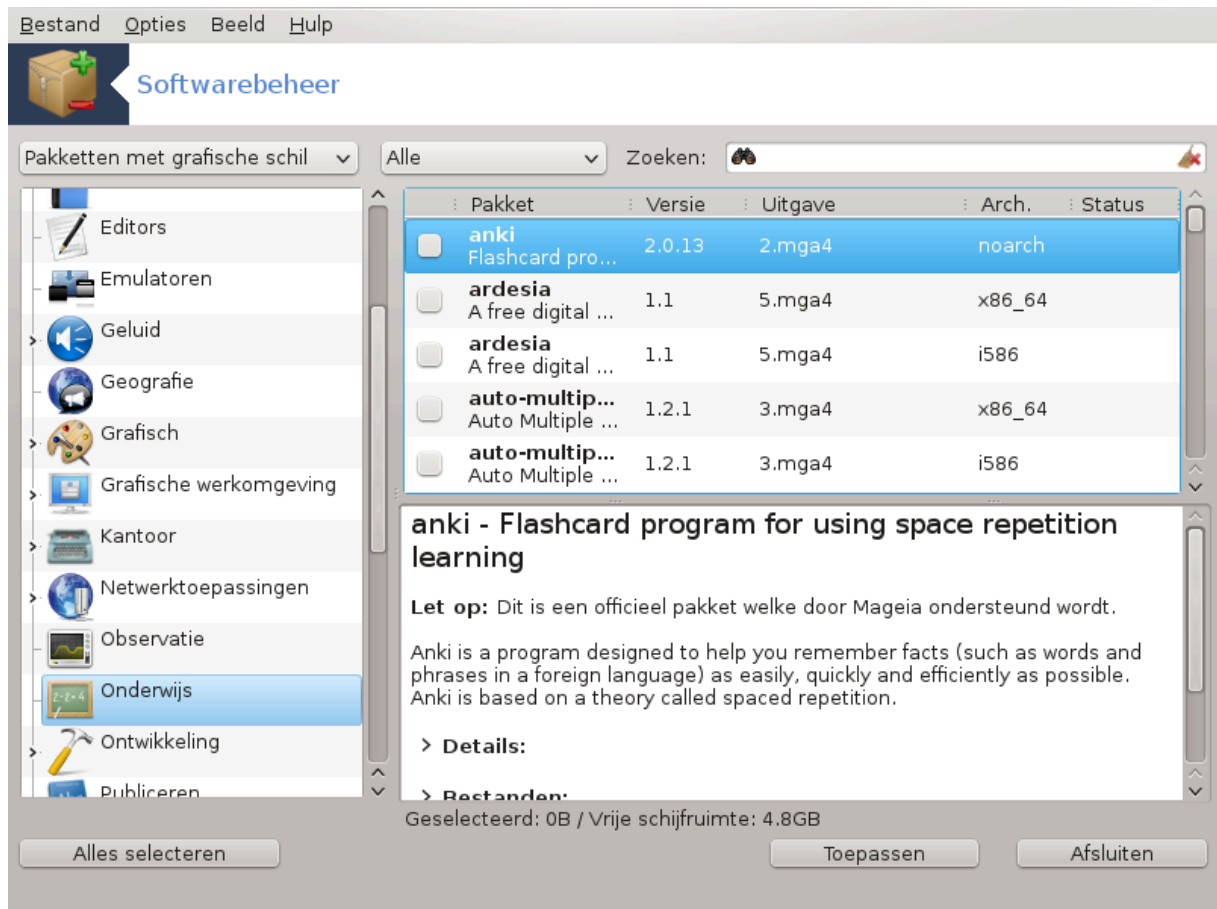 Bestand Opties Beeld Hulp
Softwarebeheer
Pakketten met grafische schil Alle Zoeken:
Editors
Emulatoren
Geluid
Geografie
Grafisch
Grafische werkomgeving
Kantoor
Netwerktoepassingen
Observatie
Onderwijs
Ontwikkeling
Publiceren
Pakket Versie Uitgave Arch. Status
anki 2.0.13 2.mga4 noarch
Flashcard pro...
ardesia 1.1 5.mga4 x86_64
A free digital ...
ardesia 1.1 5.mga4 i586
A free digital ...
auto-multip... 1.2.1 3.mga4 x86_64
Auto Multiple ...
auto-multip... 1.2.1 3.mga4 i586
Auto Multiple ...
anki - Flashcard program for using space repetition
learning
Let op: Dit is een officieel pakket welke door Mageia ondersteund wordt.
Anki is a program designed to help you remember facts (such as words and
phrases in a foreign language) as easily, quickly and efficiently as possible.
Anki is based on a theory called spaced repetition.
Details:
Bestanden:
Geselecteerd: 0B / Vrije schijfruimte: 4.8GB
Alles selecteren Toepassen Afsluiten